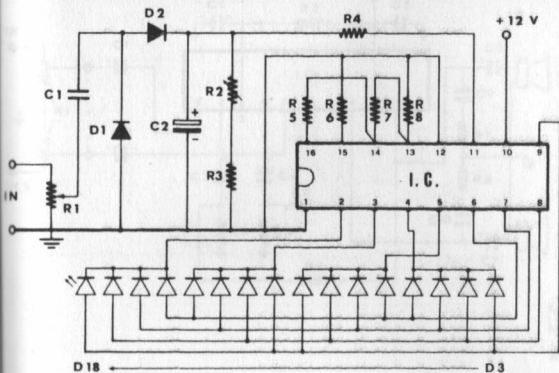 D2
R4
+12 V
C1
R2
R 5
R 6
R 7
R 8
D1
C2
+
-
R3
16 15 14 13 12 11 10 9
I.C.
IN
R1
1 2 3 4 5 6 7 8
D18
D3